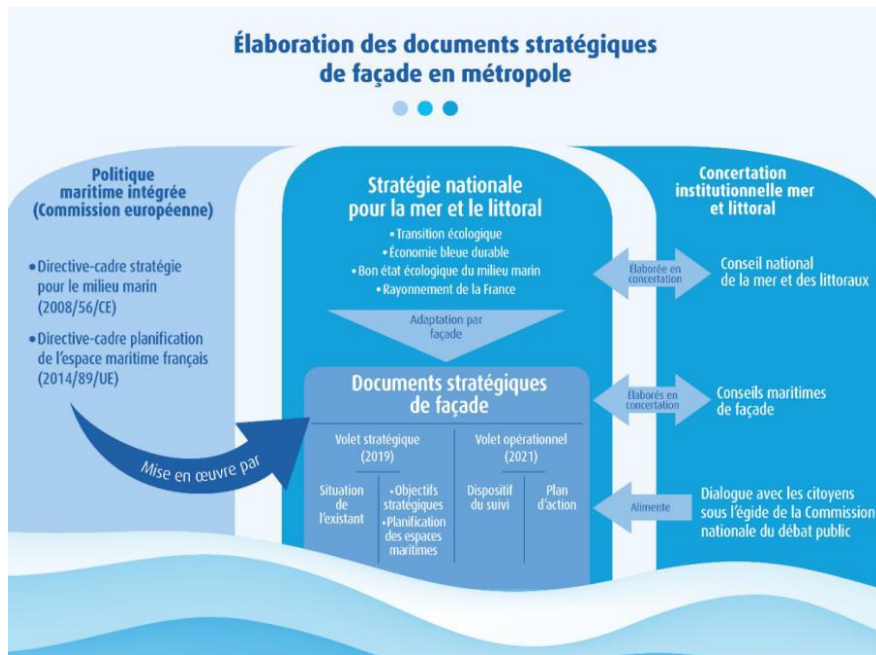 Élaboration des documents stratégiques
de façade en métropole
Politique
maritime intégrée
(Commission européenne)
• Directive-cadre stratégie
pour le milieu marin
(2008/56/CE)
• Directive-cadre planification
de l'espace maritime français
(2014/89/UE)
Mise en œuvre par
Stratégie nationale
pour la mer et le littoral
• Transition écologique
• Économie bleue durable
• Bon état écologique du milieu marin
• Rayonnement de la France
Adaptation par
façade
Documents stratégiques
de façade
Volet stratégique
(2019)
Situation
de
l'existant
• Objectifs
stratégiques
• Planification
des espaces
maritimes
Volet opérationnel
(2021)
Dispositif
du suivi
Plan
d'action
Concertation
institutionnelle mer
et littoral
Élaborée en
concertation
Conseil national
de la mer et des littoraux
Élaborés en
concertation
Conseils maritimes
de façade
Alimente
Dialogue avec les citoyens
sous l'égide de la Commission
nationale du débat public